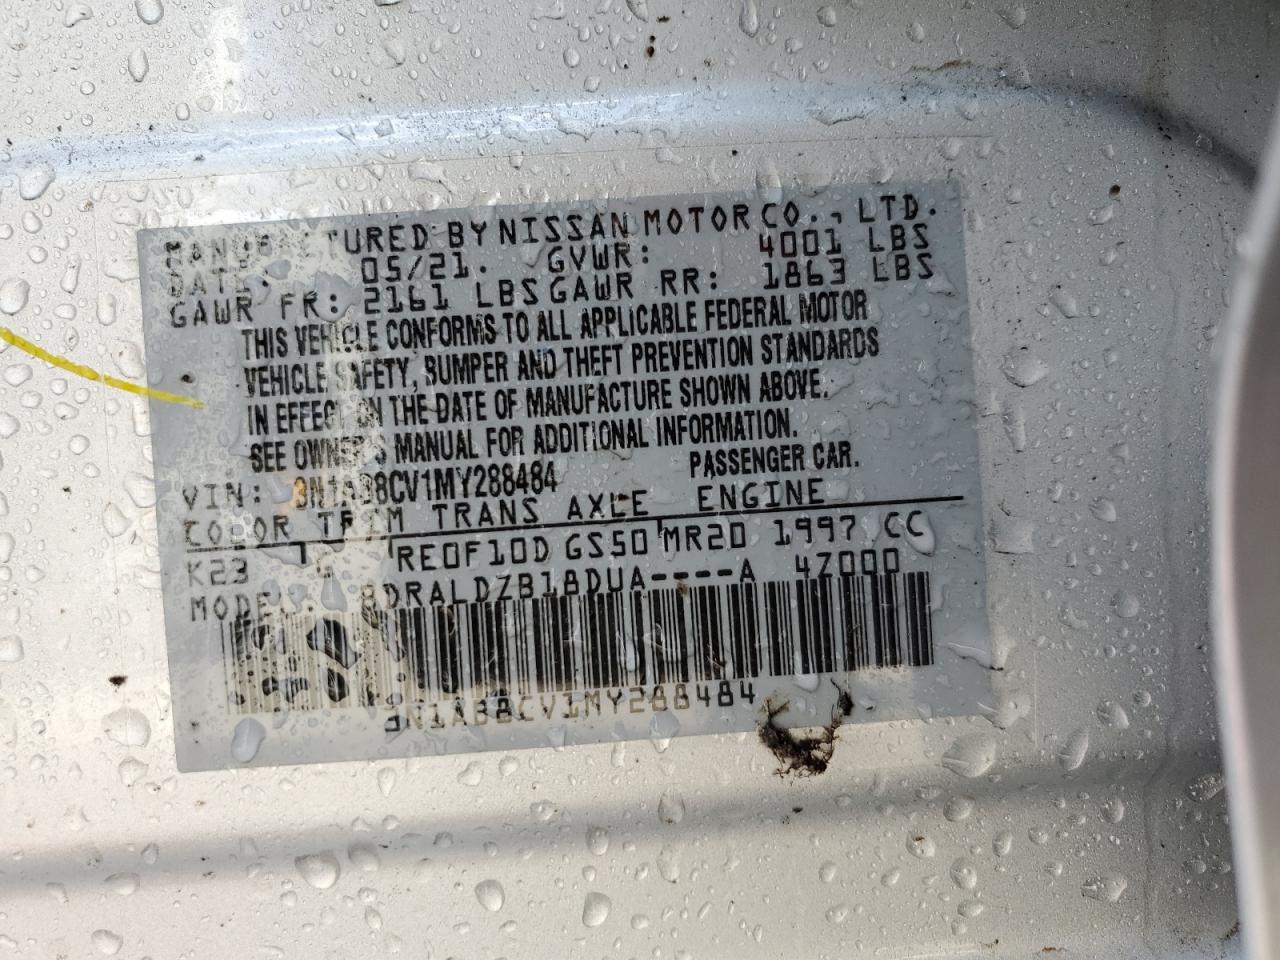 MANUFACTURED BY NISSAN MOTOR CO., LTD.
DATE: 05/21. GVWR: 4001 LBS
GAWR FR: 2161 LBS GAWR RR: 1863 LBS
THIS VEHICLE CONFORMS TO ALL APPLICABLE FEDERAL MOTOR
VEHICLE SAFETY, BUMPER AND THEFT PREVENTION STANDARDS
IN EFFECT ON THE DATE OF MANUFACTURE SHOWN ABOVE.
SEE OWNER'S MANUAL FOR ADDITIONAL INFORMATION.
VIN: 3N1AB8CV1MY288484 PASSENGER CAR.
COLOR TRIM TRANS AXLE ENGINE
K23 RE0F10D GS50 MR20 1997 CC
MODEL: BDRALDZB18DUA----A 47000
3N1AB8CV1MY288484